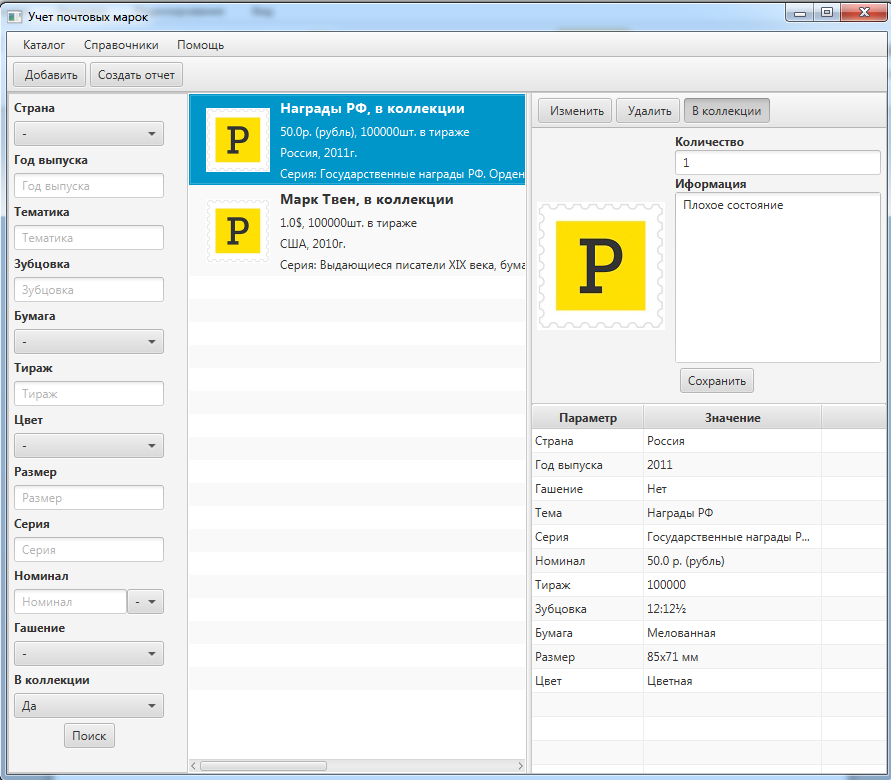 Учет почтовых марок
Каталог Справочники Помощь
Добавить Создать отчет
Страна
-
Год выпуска
Год выпуска
Тематика
Тематика
Зубцовка
Зубцовка
Бумага
-
Тираж
Тираж
Цвет
-
Размер
Размер
Серия
Серия
Номинал
Номинал -
Гашение
-
В коллекции
Да
Поиск
P
Награды РФ, в коллекции
50.0р. (рубль), 100000шт. в тираже
Россия, 2011г.
Серия: Государственные награды РФ. Орден
P
Марк Твен, в коллекции
1.0$, 100000шт. в тираже
США, 2010г.
Серия: Выдающиеся писатели XIX века, бума
Изменить Удалить В коллекции
P
Количество
1
Иформация
Плохое состояние
Сохранить
Параметр Значение
Страна Россия
Год выпуска 2011
Гашение Нет
Тема Награды РФ
Серия Государственные награды Р...
Номинал 50.0 р. (рубль)
Тираж 100000
Зубцовка 12:12½
Бумага Мелованная
Размер 85x71 мм
Цвет Цветная